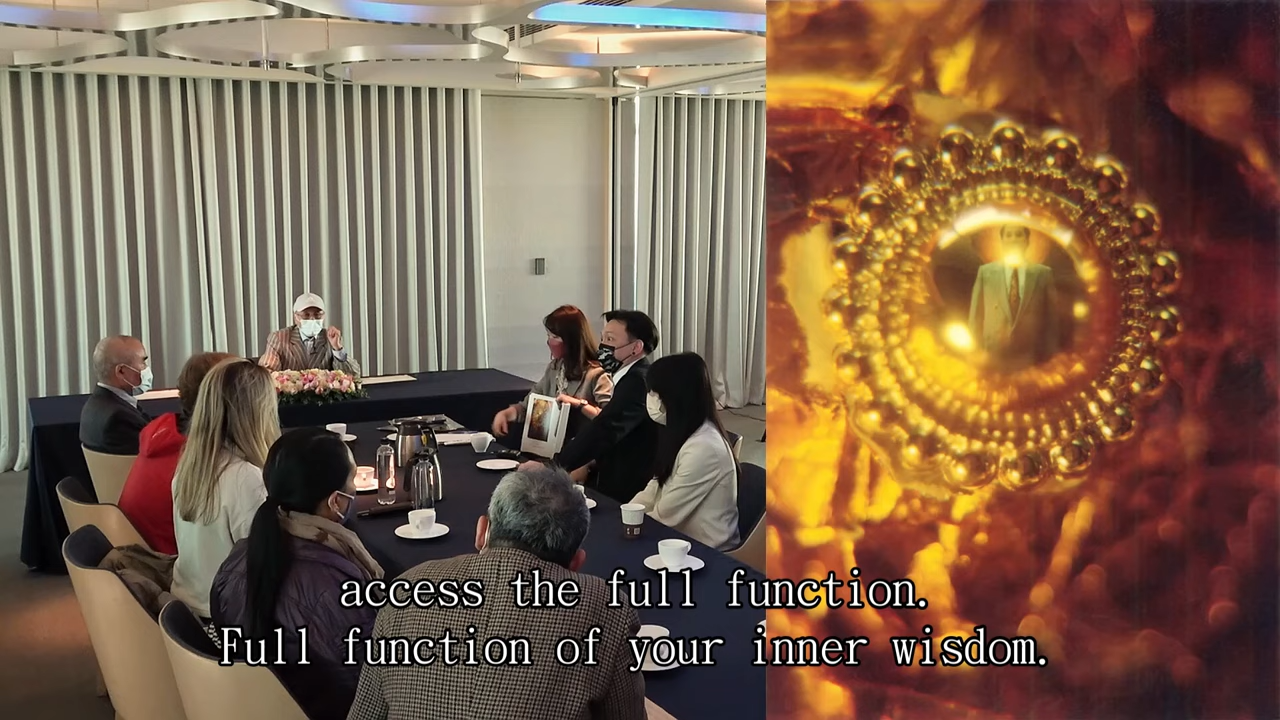 access the full function.
Full function of your inner wisdom.